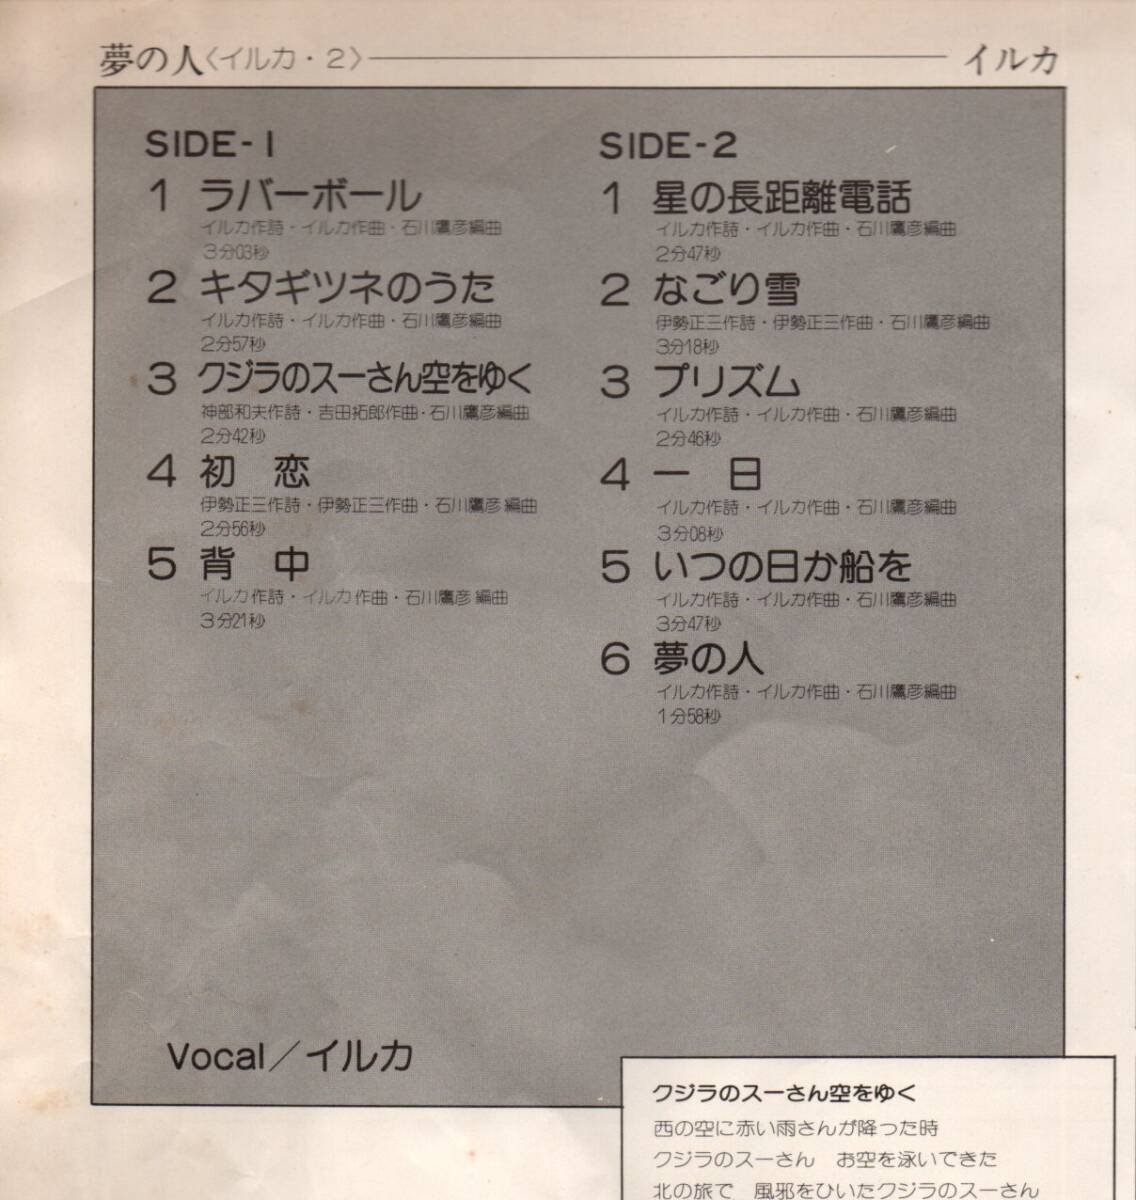 夢の人〈イルカ・2〉 イルカ
SIDE-1
1 ラバーボール
イルカ作詩・イルカ作曲・石川鷹彦編曲
3分03秒
2 キタギツネのうた
イルカ作詩・イルカ作曲・石川鷹彦編曲
2分57秒
3 クジラのスーさん空をゆく
神部和夫作詩・吉田拓郎作曲・石川鷹彦編曲
2分42秒
4 初 恋
伊勢正三作詩・伊勢正三作曲・石川鷹彦編曲
2分56秒
5 背 中
イルカ作詩・イルカ作曲・石川鷹彦編曲
3分21秒
SIDE-2
1 星の長距離電話
イルカ作詩・イルカ作曲・石川鷹彦編曲
2分47秒
2 なごり雪
伊勢正三作詩・伊勢正三作曲・石川鷹彦編曲
3分18秒
3 プリズム
イルカ作詩・イルカ作曲・石川鷹彦編曲
2分46秒
4 一 日
イルカ作詩・イルカ作曲・石川鷹彦編曲
3分08秒
5 いつの日か船を
イルカ作詩・イルカ作曲・石川鷹彦編曲
3分47秒
6 夢の人
イルカ作詩・イルカ作曲・石川鷹彦編曲
1分58秒
Vocal／イルカ
クジラのスーさん空をゆく
西の空に赤い雨さんが降った時
クジラのスーさん お空を泳いできた
北の旅で 風邪をひいたクジラのスーさん